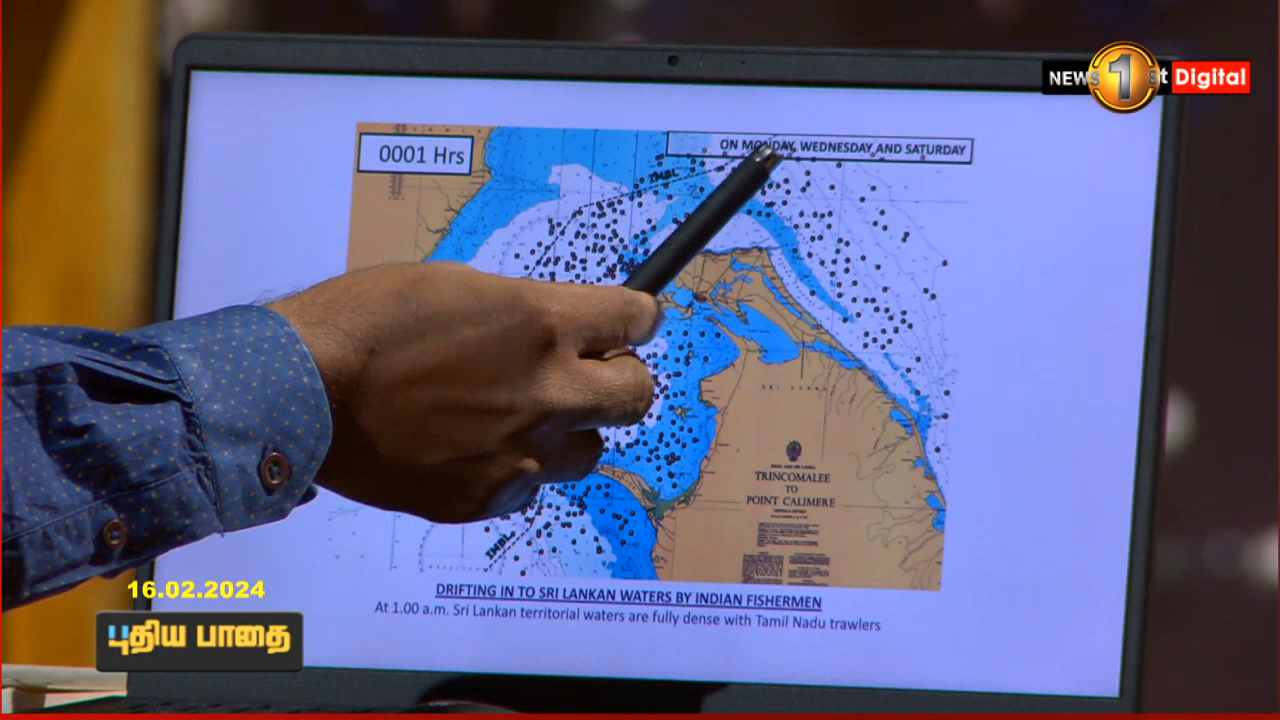 NEWS 1st Digital
0001 Hrs
ON MONDAY, WEDNESDAY AND SATURDAY
IMBL
SRI LANKA
TRINCOMALEE
TO
POINT CALIMERE
IMBL
DRIFTING IN TO SRI LANKAN WATERS BY INDIAN FISHERMEN
At 1.00 a.m. Sri Lankan territorial waters are fully dense with Tamil Nadu trawlers
16.02.2024
புதிய பாதை